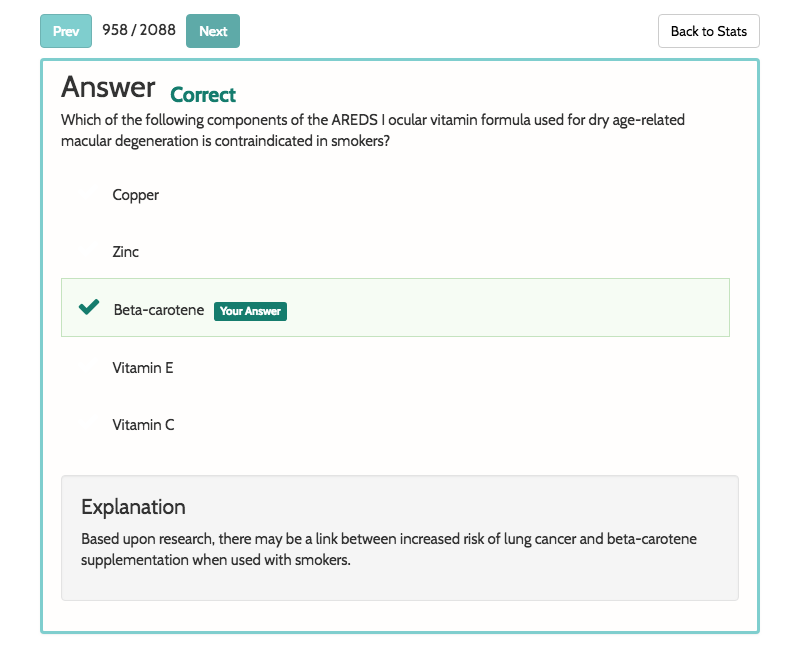 Prev 958 / 2088 Next Back to Stats
Answer Correct
Which of the following components of the AREDS I ocular vitamin formula used for dry age-related
macular degeneration is contraindicated in smokers?
Copper
Zinc
Beta-carotene Your Answer
Vitamin E
Vitamin C
Explanation
Based upon research, there may be a link between increased risk of lung cancer and beta-carotene
supplementation when used with smokers.